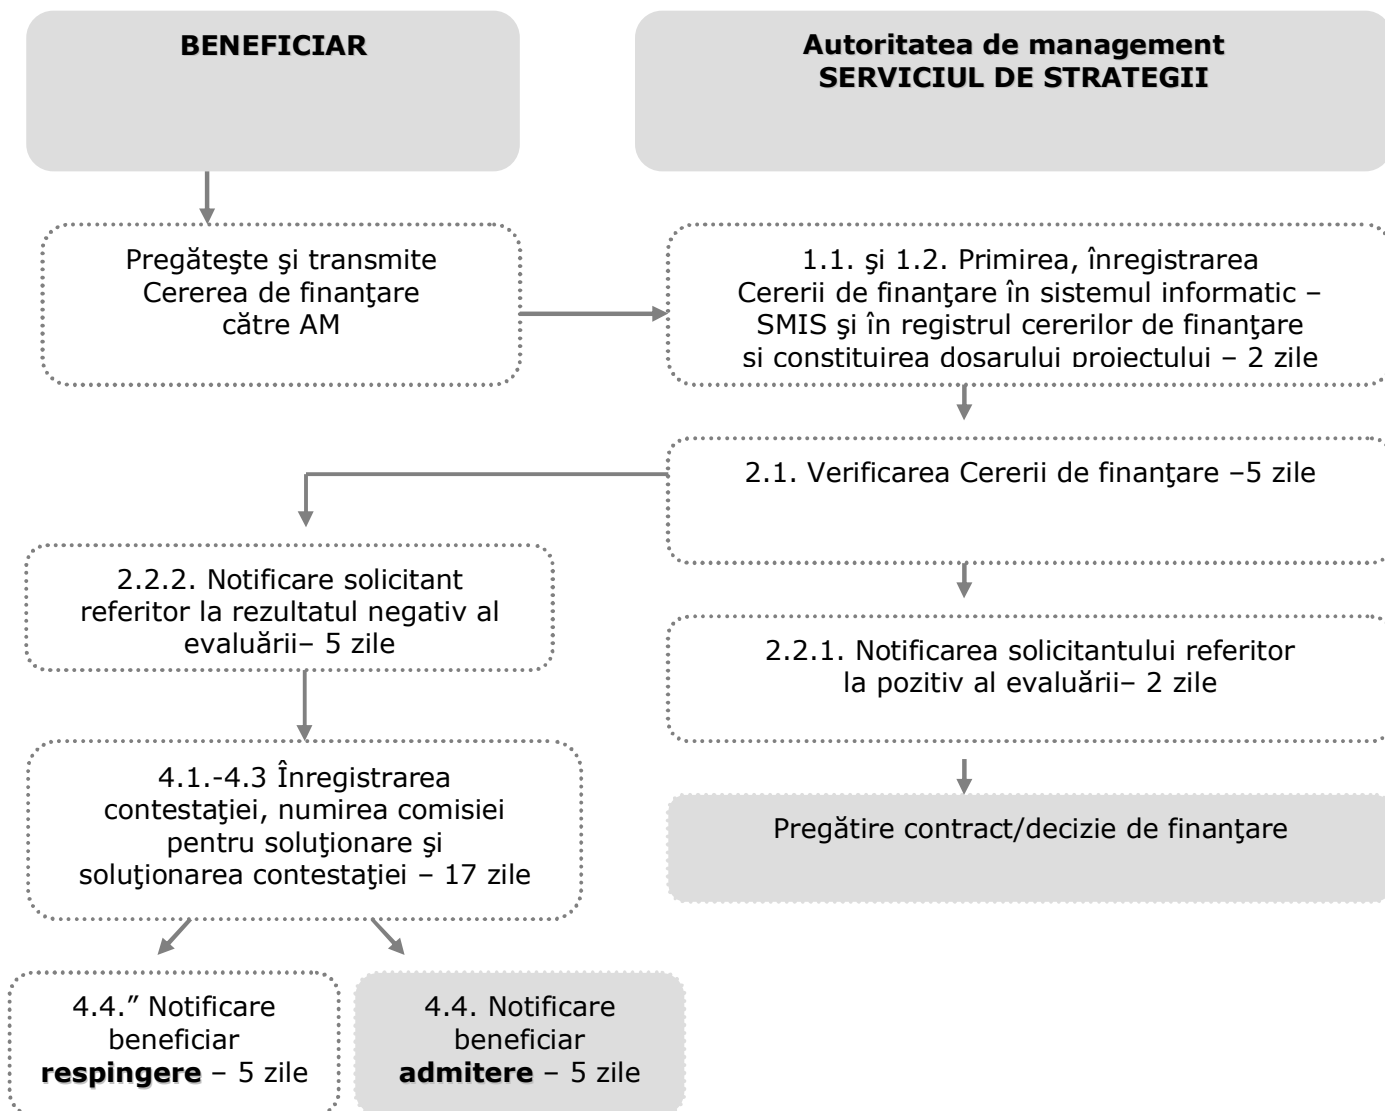 BENEFICIAR
Autoritatea de management
SERVICIUL DE STRATEGII
Pregăteşte şi transmite
Cererea de finanţare
către AM
1.1. şi 1.2. Primirea, înregistrarea
Cererii de finanţare în sistemul informatic –
SMIS şi în registrul cererilor de finanţare
si constituirea dosarului proiectului – 2 zile
2.1. Verificarea Cererii de finanţare –5 zile
2.2.2. Notificare solicitant
referitor la rezultatul negativ al
evaluării– 5 zile
2.2.1. Notificarea solicitantului referitor
la pozitiv al evaluării– 2 zile
4.1.-4.3 Înregistrarea
contestaţiei, numirea comisiei
pentru soluţionare şi
soluţionarea contestaţiei – 17 zile
Pregătire contract/decizie de finanţare
4.4.” Notificare
beneficiar
respingere – 5 zile
4.4. Notificare
beneficiar
admitere – 5 zile